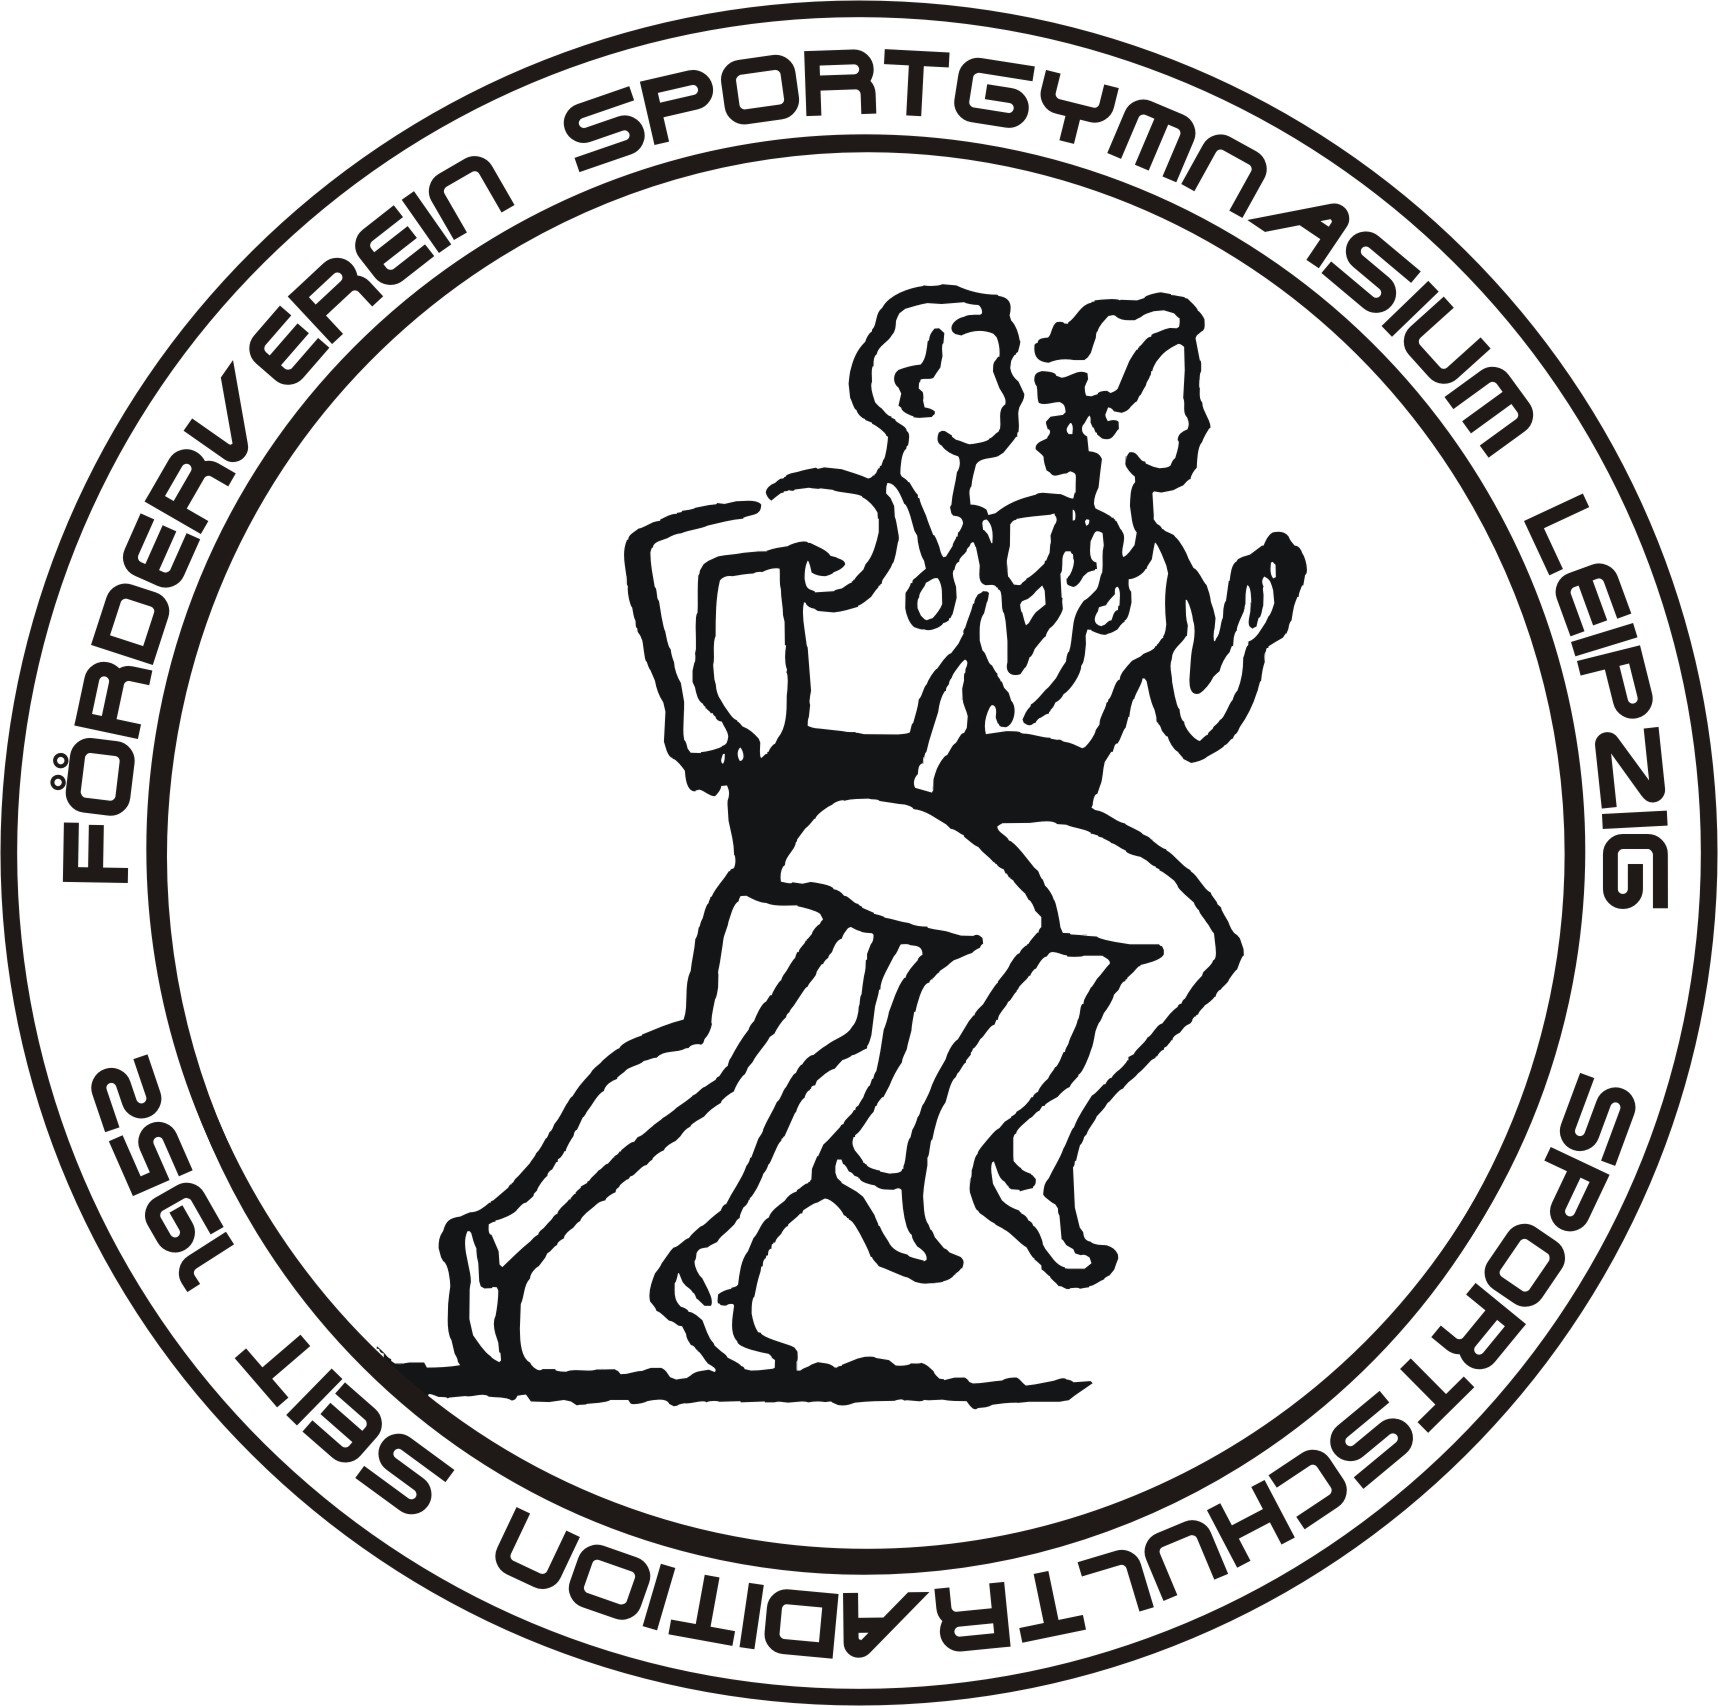 FÖRDERVEREIN SPORTGYMNASIUM LEIPZIG
SPORTSCHULTRADITION SEIT 1952